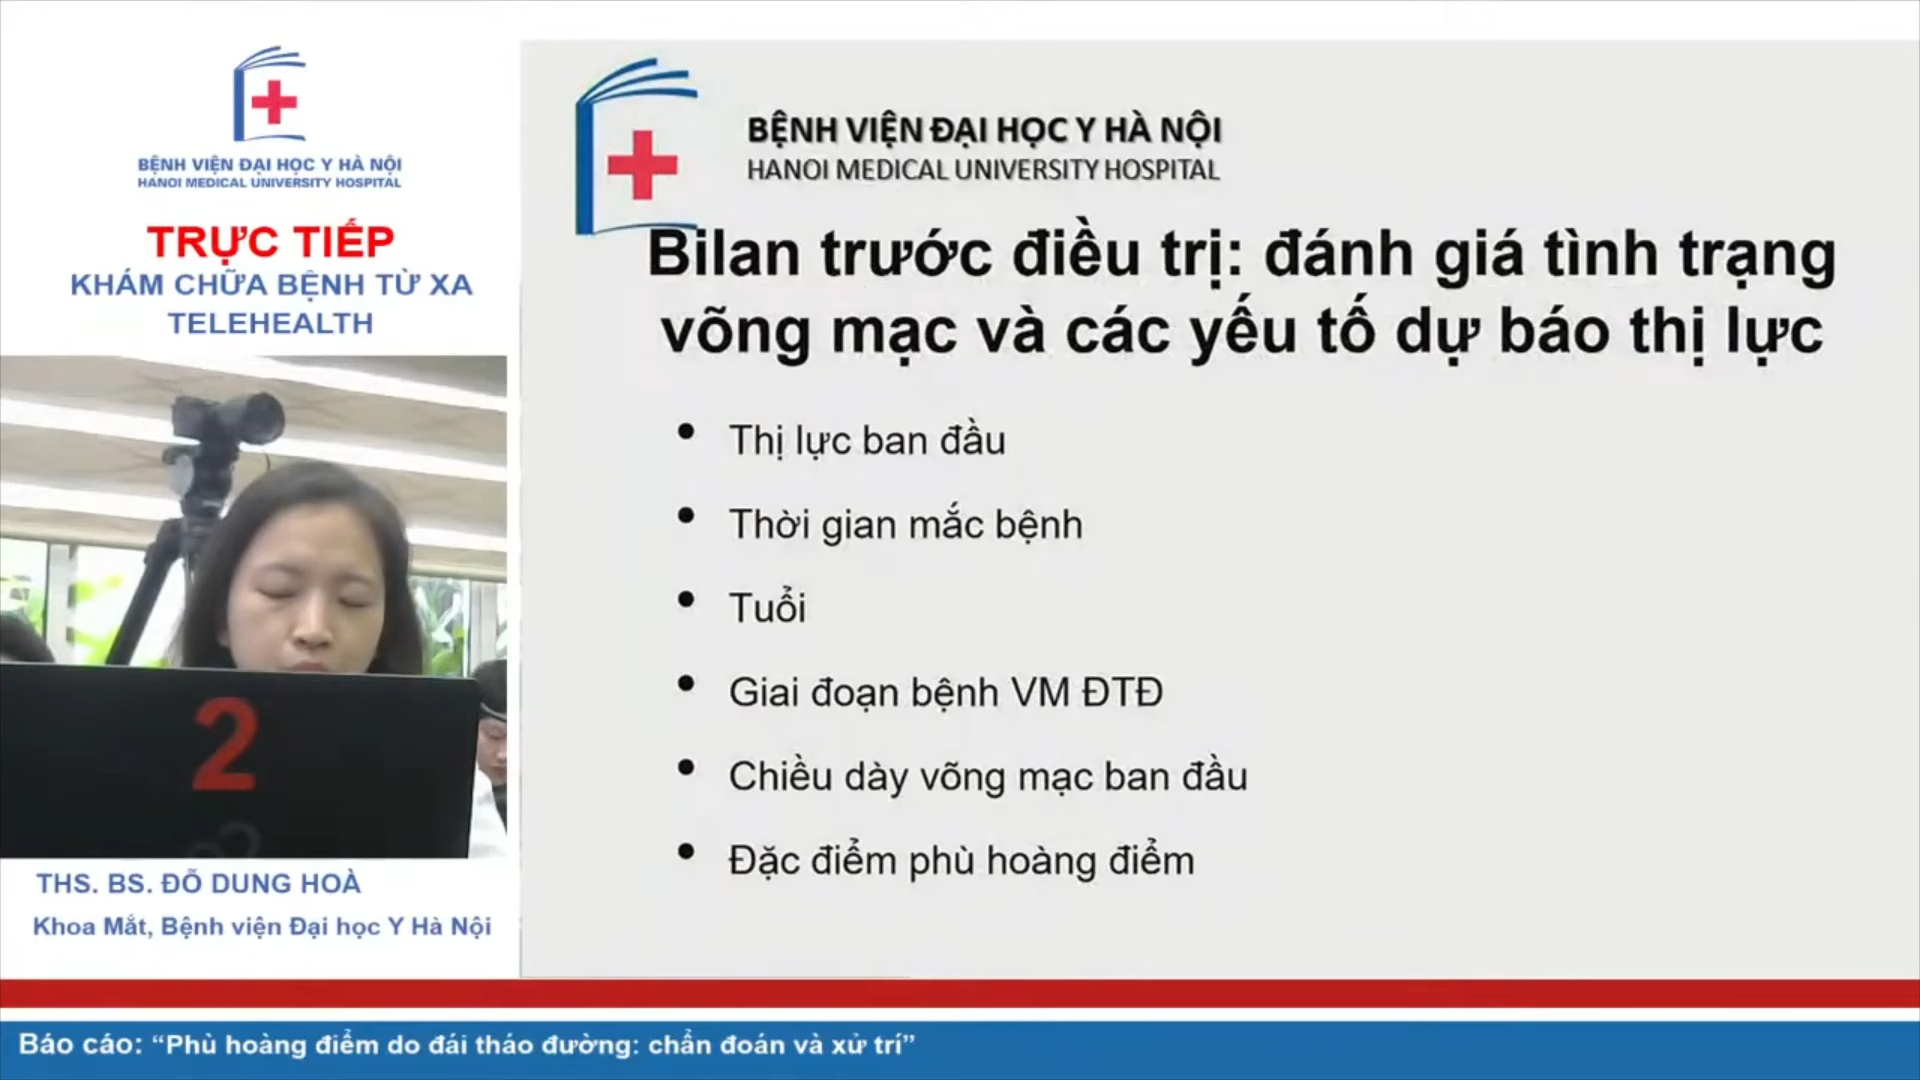 BỆNH VIỆN ĐẠI HỌC Y HÀ NỘI
HANOI MEDICAL UNIVERSITY HOSPITAL
TRỰC TIẾP
KHÁM CHỮA BỆNH TỪ XA
TELEHEALTH
2
THS. BS. ĐỖ DUNG HOÀ
Khoa Mắt, Bệnh viện Đại học Y Hà Nội
BỆNH VIỆN ĐẠI HỌC Y HÀ NỘI
HANOI MEDICAL UNIVERSITY HOSPITAL
Bilan trước điều trị: đánh giá tình trạng
võng mạc và các yếu tố dự báo thị lực
• Thị lực ban đầu
• Thời gian mắc bệnh
• Tuổi
• Giai đoạn bệnh VM ĐTĐ
• Chiều dày võng mạc ban đầu
• Đặc điểm phù hoàng điểm
Báo cáo: “Phù hoàng điểm do đái tháo đường: chẩn đoán và xử trí”